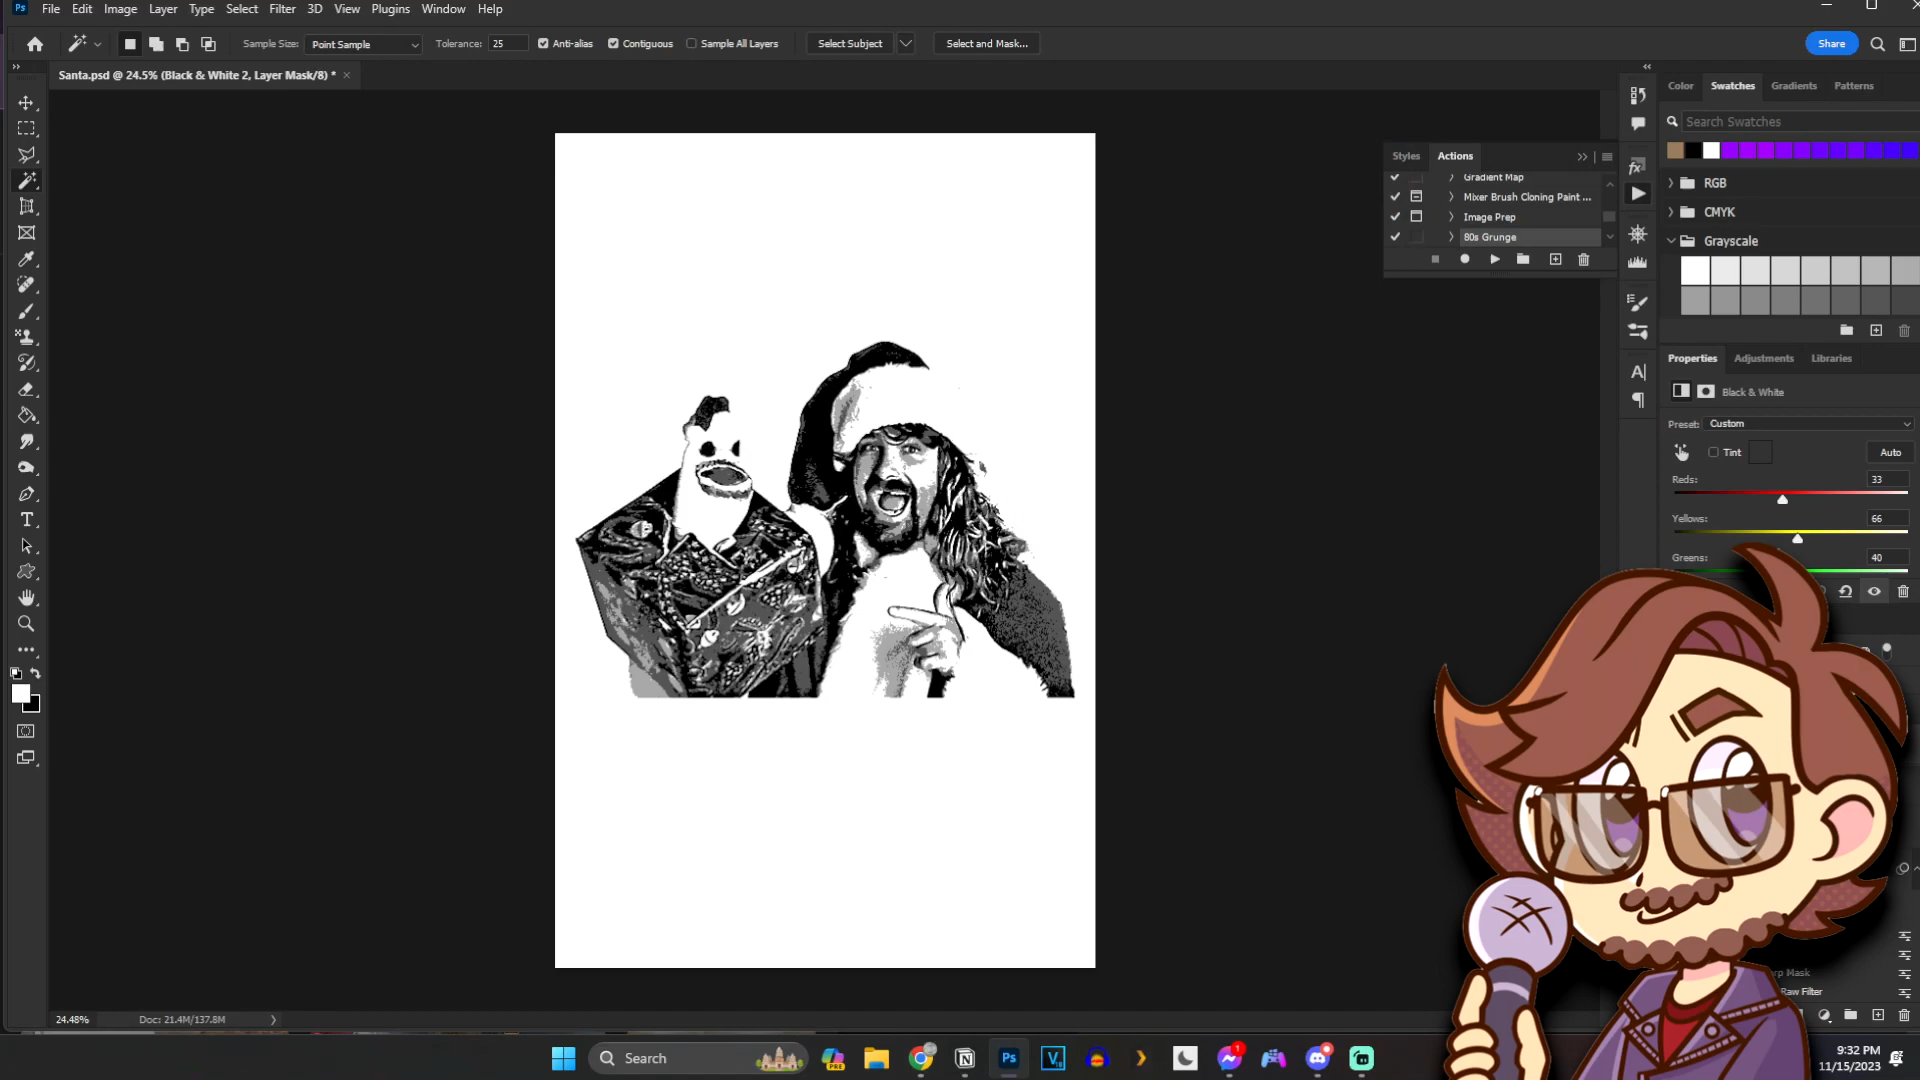 Ps File Edit Image Layer Type Select Filter 3D View Plugins Window Help
Sample Size: Point Sample Tolerance: 25 Anti-alias Contiguous Sample All Layers Select Subject Select and Mask... Share
Santa.psd @ 24.5% (Black & White 2, Layer Mask/8) *
Color Swatches Gradients Patterns
Search Swatches
RGB
CMYK
Grayscale
Styles Actions
Gradient Map
Mixer Brush Cloning Paint ...
Image Prep
80s Grunge
Properties Adjustments Libraries
Black & White
Preset: Custom
Tint Auto
Reds: 33
Yellows: 66
Greens: 40
Mask
Raw Filter
24.48% Doc: 21.4M/137.8M
Search
PRE
Ps
1
9:32 PM
11/15/2023